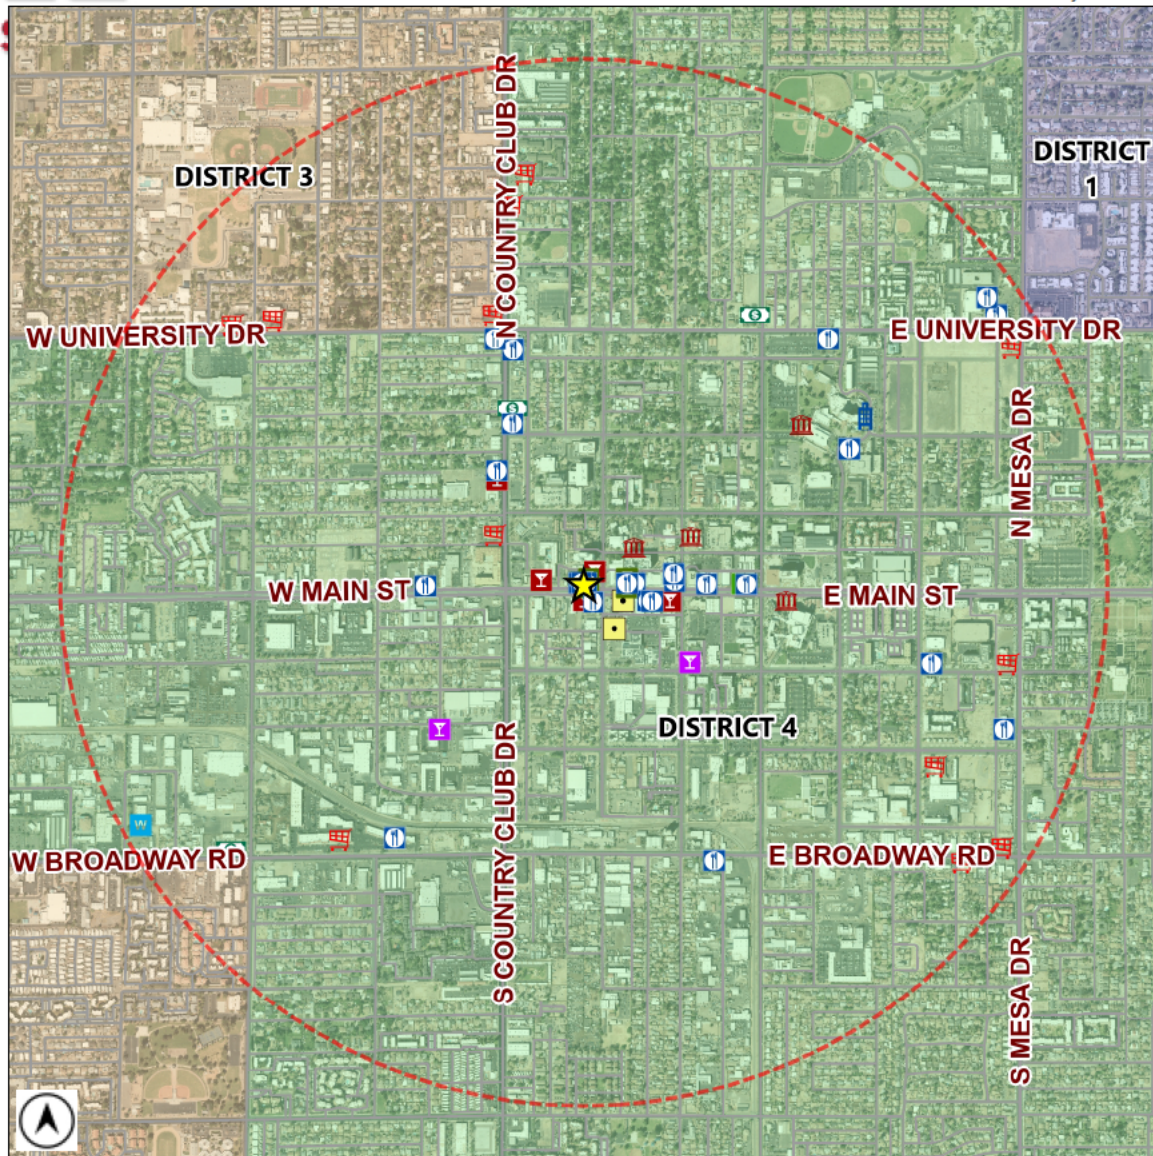 DISTRICT 3
N COUNTRY CLUB DR
DISTRICT
1
W UNIVERSITY DR
E UNIVERSITY DR
N MESA DR
W MAIN ST
E MAIN ST
DISTRICT 4
S COUNTRY CLUB DR
W BROADWAY RD
E BROADWAY RD
S MESA DR